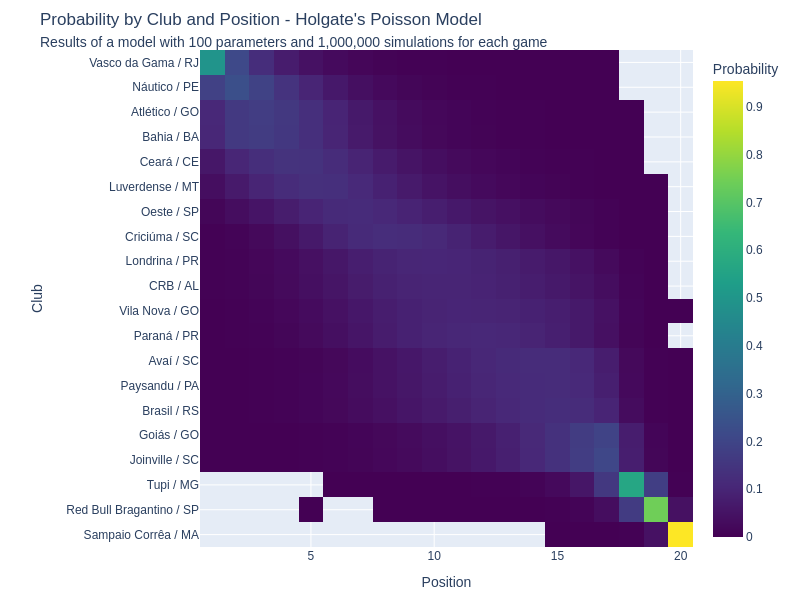 Probability by Club and Position - Holgate's Poisson Model
Results of a model with 100 parameters and 1,000,000 simulations for each game
Probability
Vasco da Gama / RJ
Náutico / PE
Atlético / GO
Bahia / BA
Ceará / CE
Luverdense / MT
Oeste / SP
Criciúma / SC
Londrina / PR
CRB / AL
Vila Nova / GO
Paraná / PR
Avaí / SC
Paysandu / PA
Brasil / RS
Goiás / GO
Joinville / SC
Tupi / MG
Red Bull Bragantino / SP
Sampaio Corrêa / MA
Club
5
10
15
20
Position
0.9
0.8
0.7
0.6
0.5
0.4
0.3
0.2
0.1
0